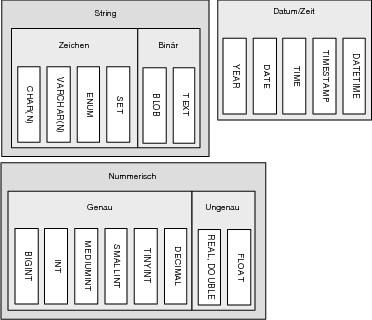 String
Zeichen
Binär
CHAR(N)
VARCHAR(N)
ENUM
SET
BLOB
TEXT
Datum/Zeit
YEAR
DATE
TIME
TIMESTAMP
DATETIME
Nummerisch
Genau
Ungenau
BIGINT
INT
MEDIUMINT
SMALLINT
TINYINT
DECIMAL
REAL, DOUBLE
FLOAT